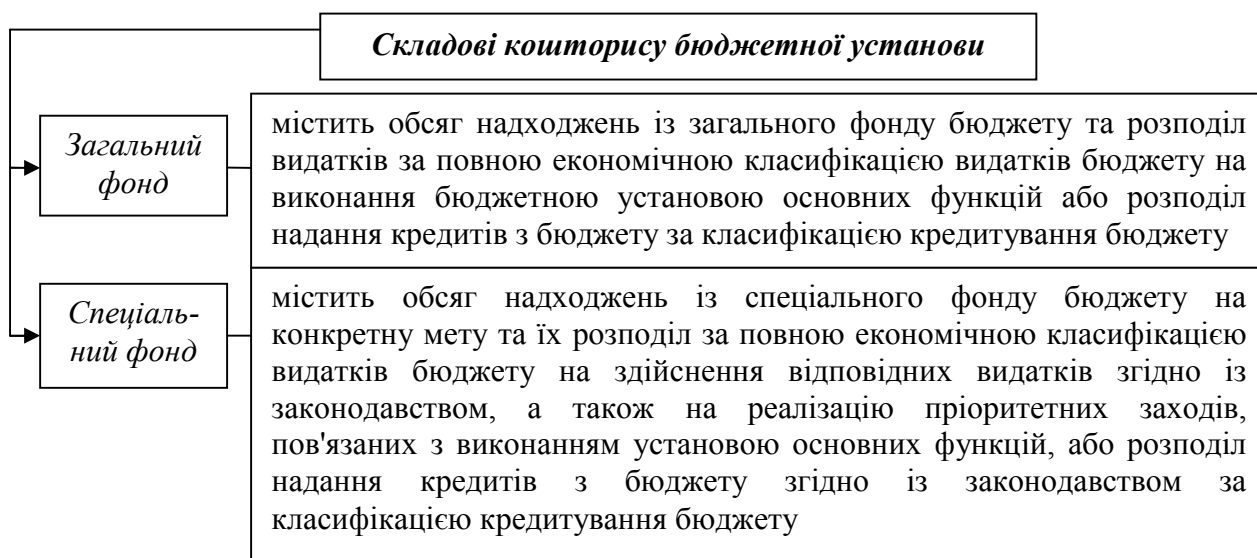 Складові кошторису бюджетної установи
Загальний
фонд
містить обсяг надходжень із загального фонду бюджету та розподіл
видатків за повною економічною класифікацією видатків бюджету на
виконання бюджетною установою основних функцій або розподіл
надання кредитів з бюджету за класифікацією кредитування бюджету
Спеціаль-
ний фонд
містить обсяг надходжень із спеціального фонду бюджету на
конкретну мету та їх розподіл за повною економічною класифікацією
видатків бюджету на здійснення відповідних видатків згідно із
законодавством, а також на реалізацію пріоритетних заходів,
пов'язаних з виконанням установою основних функцій, або розподіл
надання кредитів з бюджету згідно із законодавством за
класифікацією кредитування бюджету